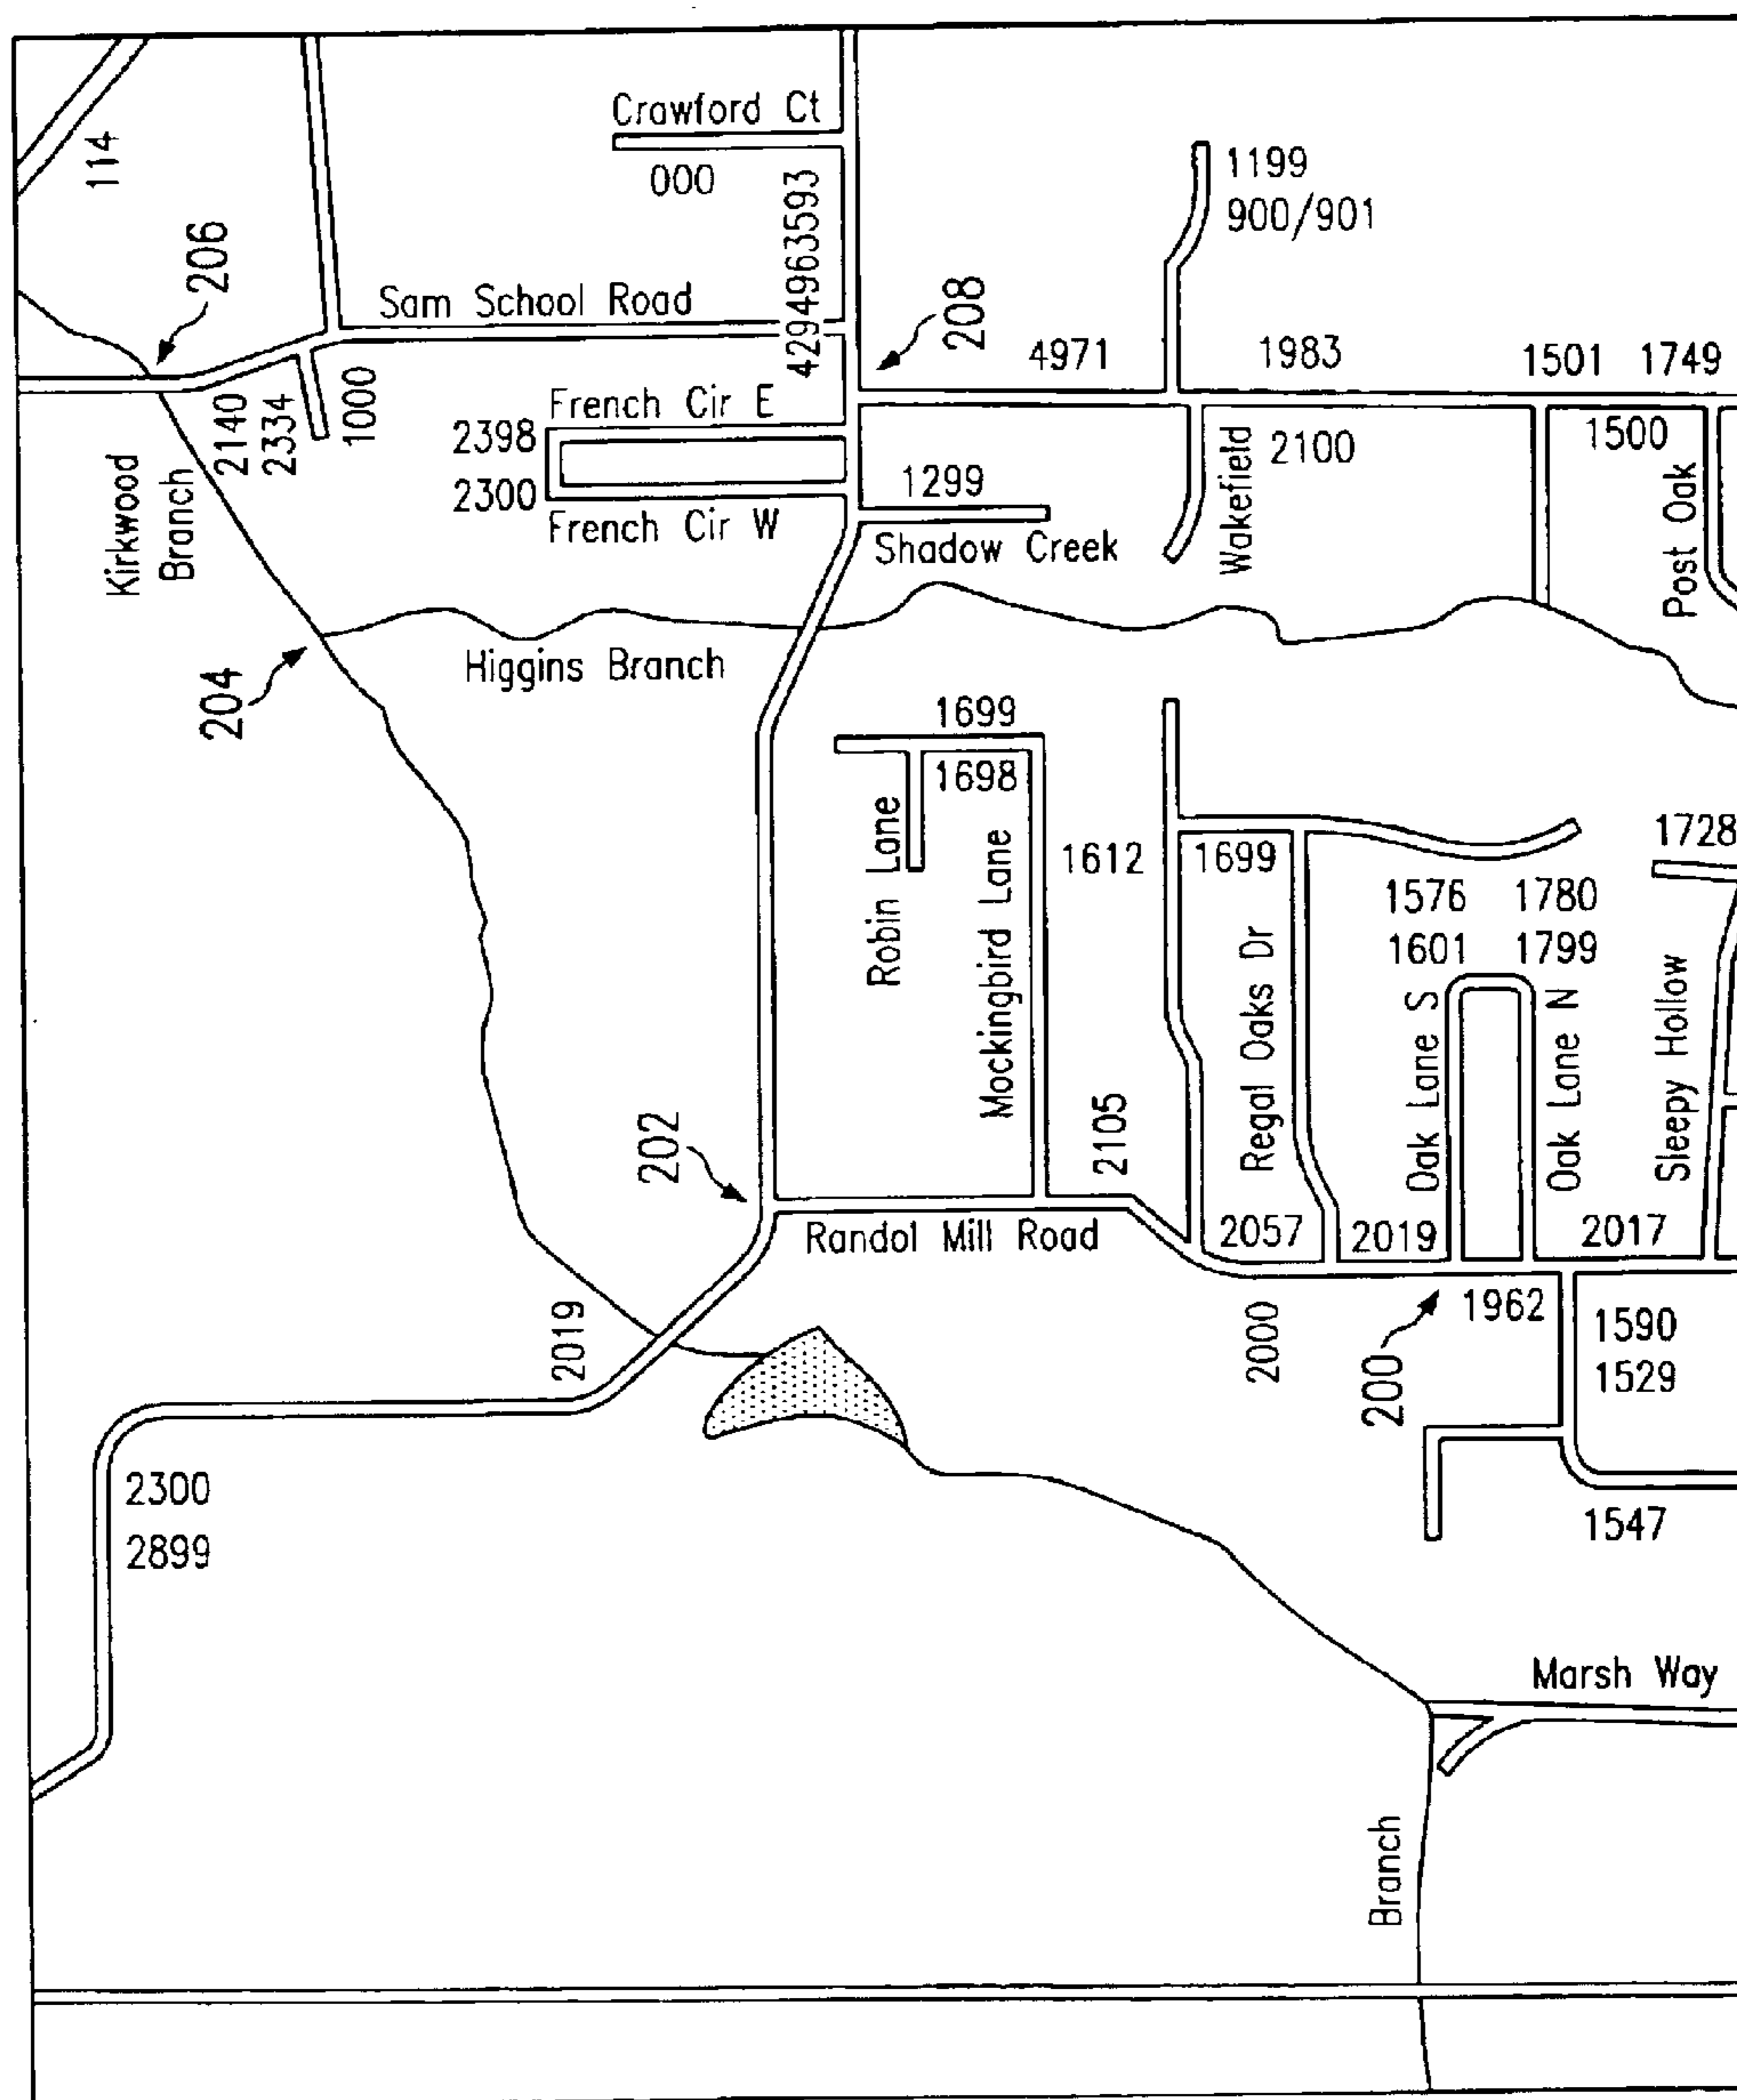 114
206
Crawford Ct
000
4294963593
1199
900/901
Sam School Road
208
4971
1983
1501
1749
2140
2334
1000
French Cir E
2398
2300
French Cir W
1299
Shadow Creek
Wakefield
2100
1500
Post Oak
Kirkwood
Branch
204
Higgins Branch
1699
1698
Robin Lane
Mockingbird Lane
1612
1699
1728
1576
1601
1780
1799
Regal Oaks Dr
Oak Lane S
Oak Lane N
Sleepy Hollow
202
2105
Randol Mill Road
2057
2019
2017
2019
2000
200
1962
1590
1529
2300
2899
1547
Marsh Way
Branch